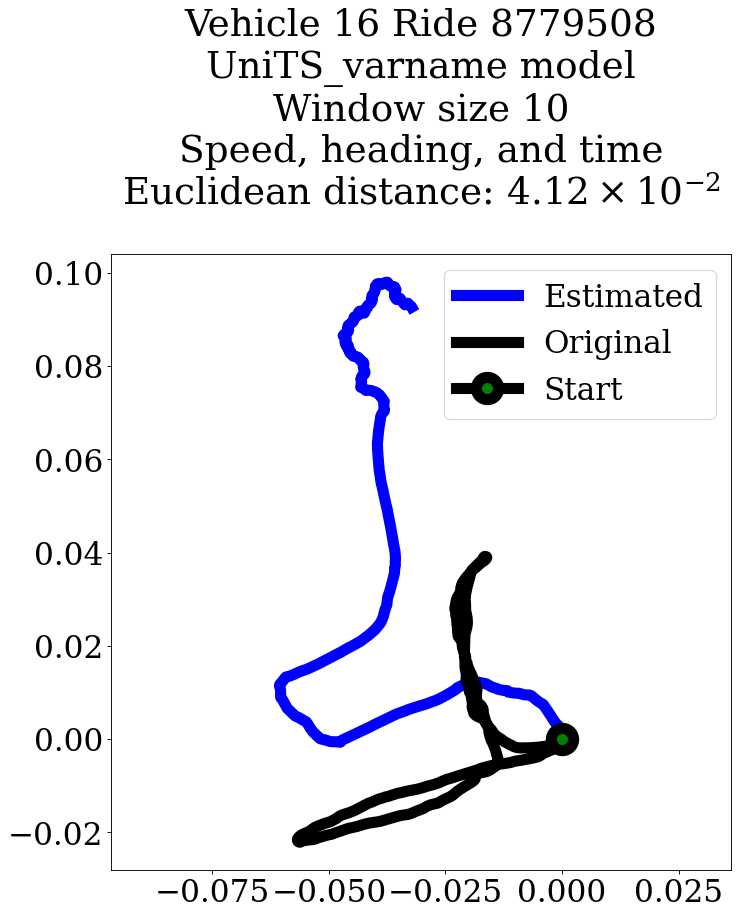 Vehicle 16 Ride 8779508
UniTS_varname model
Window size 10
Speed, heading, and time
Euclidean distance: 4.12 × 10⁻²
0.10
0.08
0.06
0.04
0.02
0.00
−0.02
Estimated
Original
Start
−0.075 −0.050 −0.025 0.000 0.025